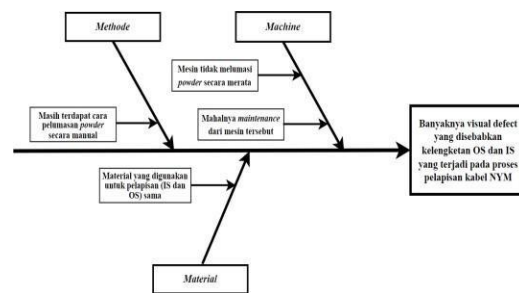 Methode
Machine
Mesin tidak melumasi
powder secara merata
Masih terdapat cara
pelumasan powder
secara manual
Mahalnya maintenance
dari mesin tersebut
Banyaknya visual defect
yang disebabkan
kelengketan OS dan IS
yang terjadi pada proses
pelapisan kabel NYM
Material yang digunakan
untuk pelapisan (IS dan
OS) sama
Material